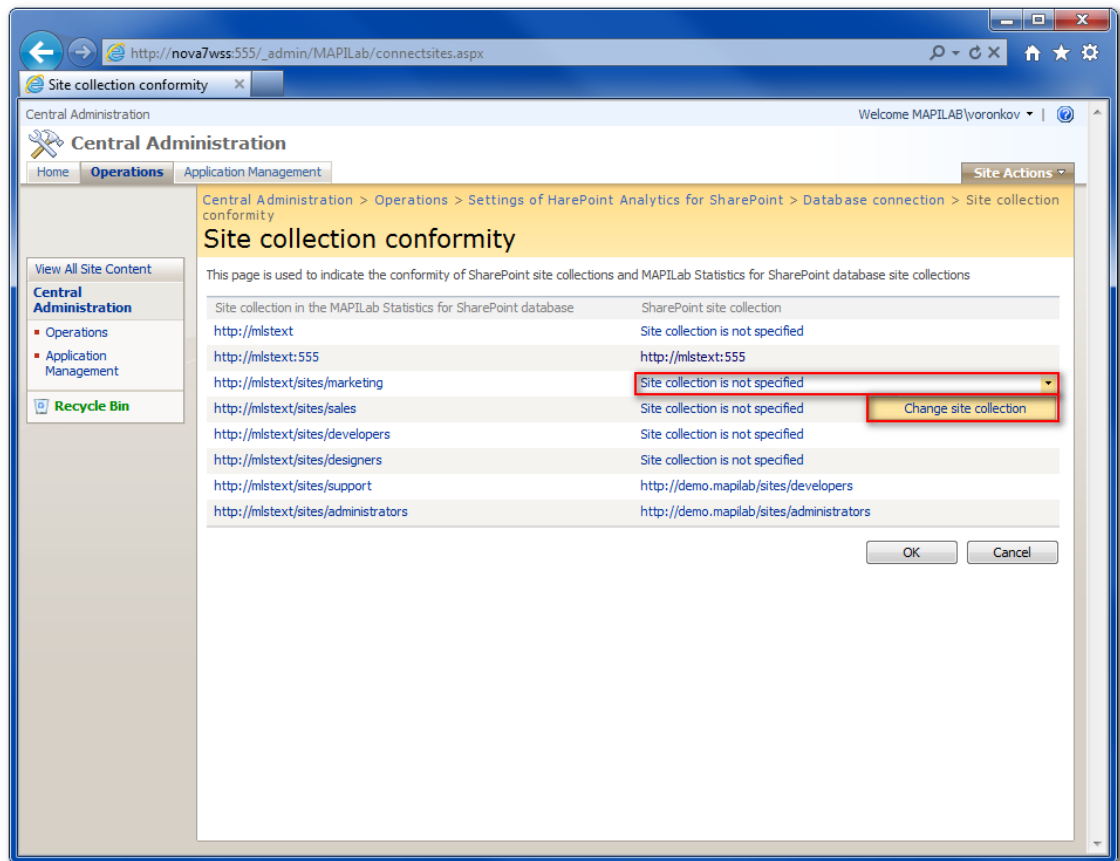 http://nova7wss:555/_admin/MAPILab/connectsites.aspx
Site collection conformity
Central Administration
Welcome MAPILAB\voronkov
Central Administration
Home Operations Application Management
Site Actions
Central Administration > Operations > Settings of HarePoint Analytics for SharePoint > Database connection > Site collection
conformity
Site collection conformity
View All Site Content
Central
Administration
Operations
Application
Management
Recycle Bin
This page is used to indicate the conformity of SharePoint site collections and MAPILab Statistics for SharePoint database site collections
Site collection in the MAPILab Statistics for SharePoint database SharePoint site collection
http://mlstext Site collection is not specified
http://mlstext:555 http://mlstext:555
http://mlstext/sites/marketing Site collection is not specified
http://mlstext/sites/sales Site collection is not specified Change site collection
http://mlstext/sites/developers Site collection is not specified
http://mlstext/sites/designers Site collection is not specified
http://mlstext/sites/support http://demo.mapilab/sites/developers
http://mlstext/sites/administrators http://demo.mapilab/sites/administrators
OK Cancel